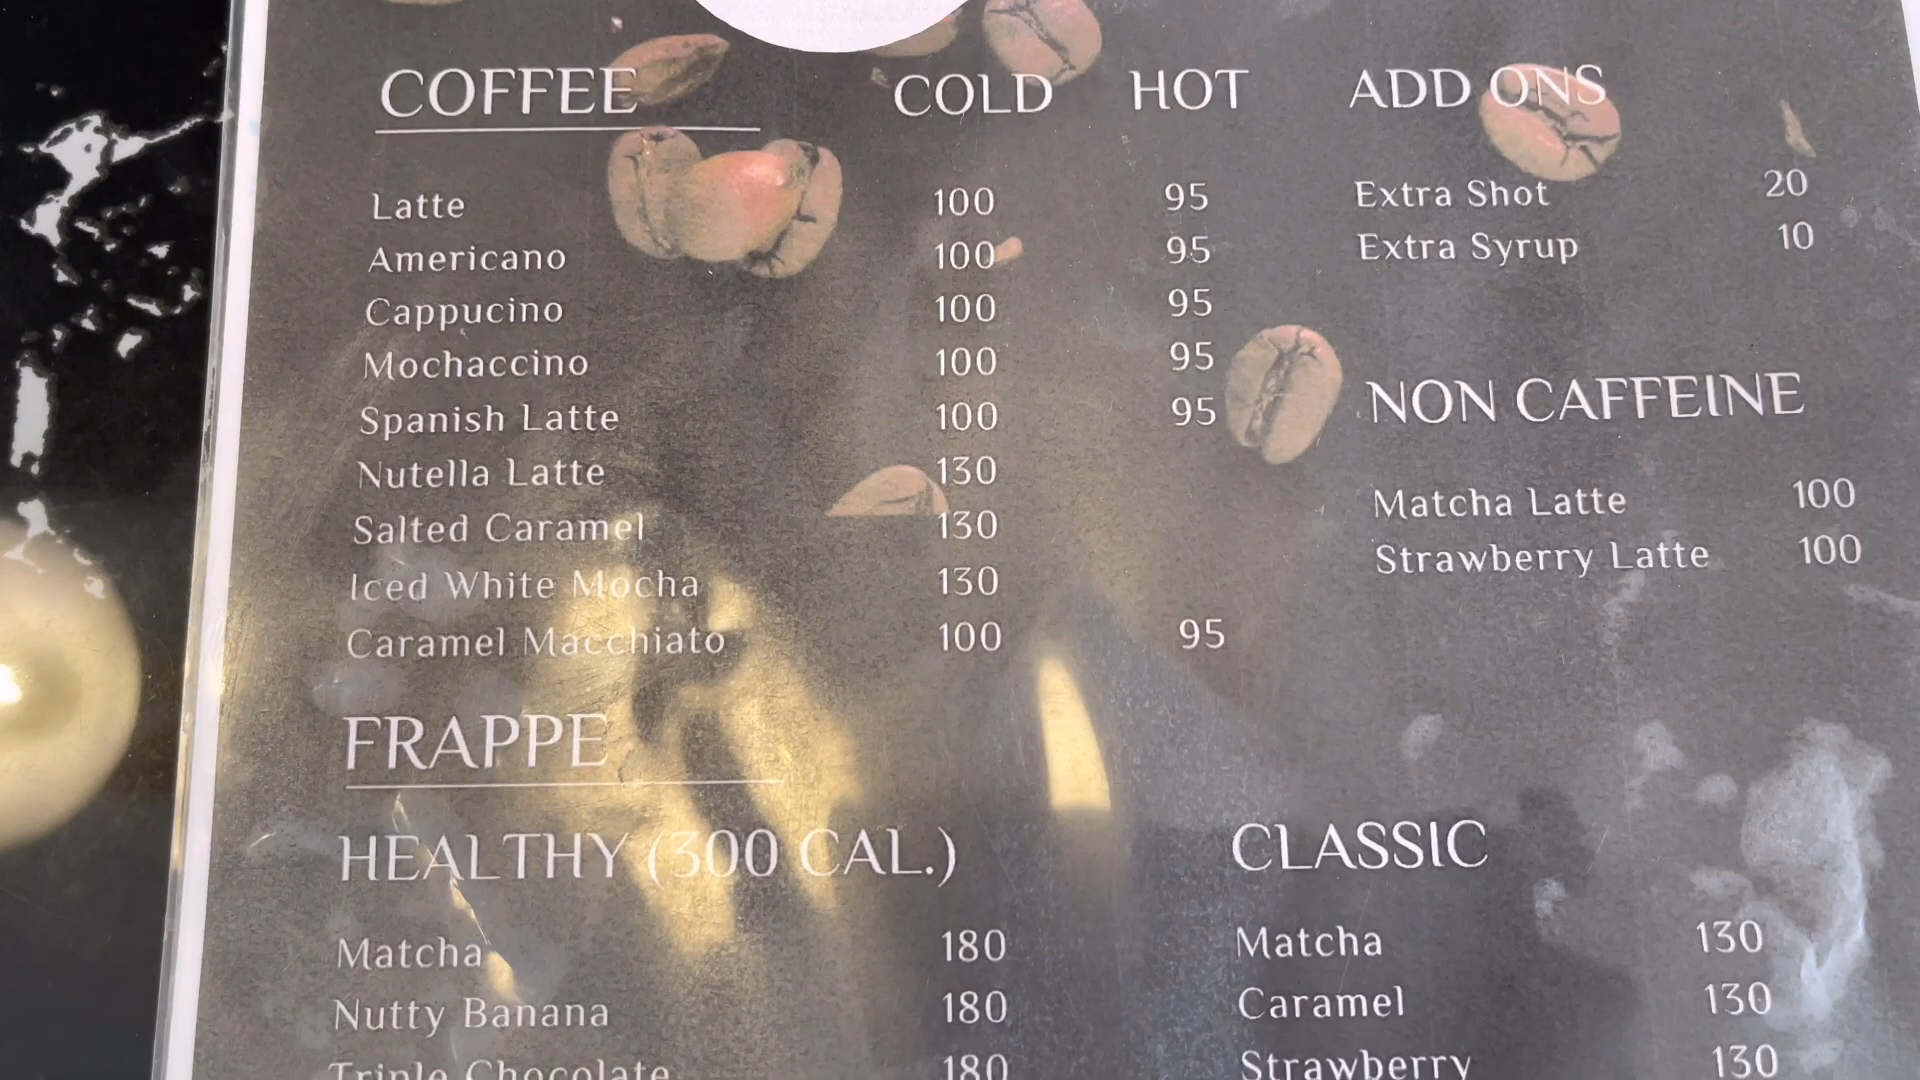 COFFEE COLD HOT
Latte 100 95
Americano 100 95
Cappucino 100 95
Mochaccino 100 95
Spanish Latte 100 95
Nutella Latte 130
Salted Caramel 130
Iced White Mocha 130
Caramel Macchiato 100 95
ADD ONS
Extra Shot 20
Extra Syrup 10
NON CAFFEINE
Matcha Latte 100
Strawberry Latte 100
FRAPPE
HEALTHY (300 CAL.)
Matcha 180
Nutty Banana 180
Triple Chocolate 180
CLASSIC
Matcha 130
Caramel 130
Strawberry 130